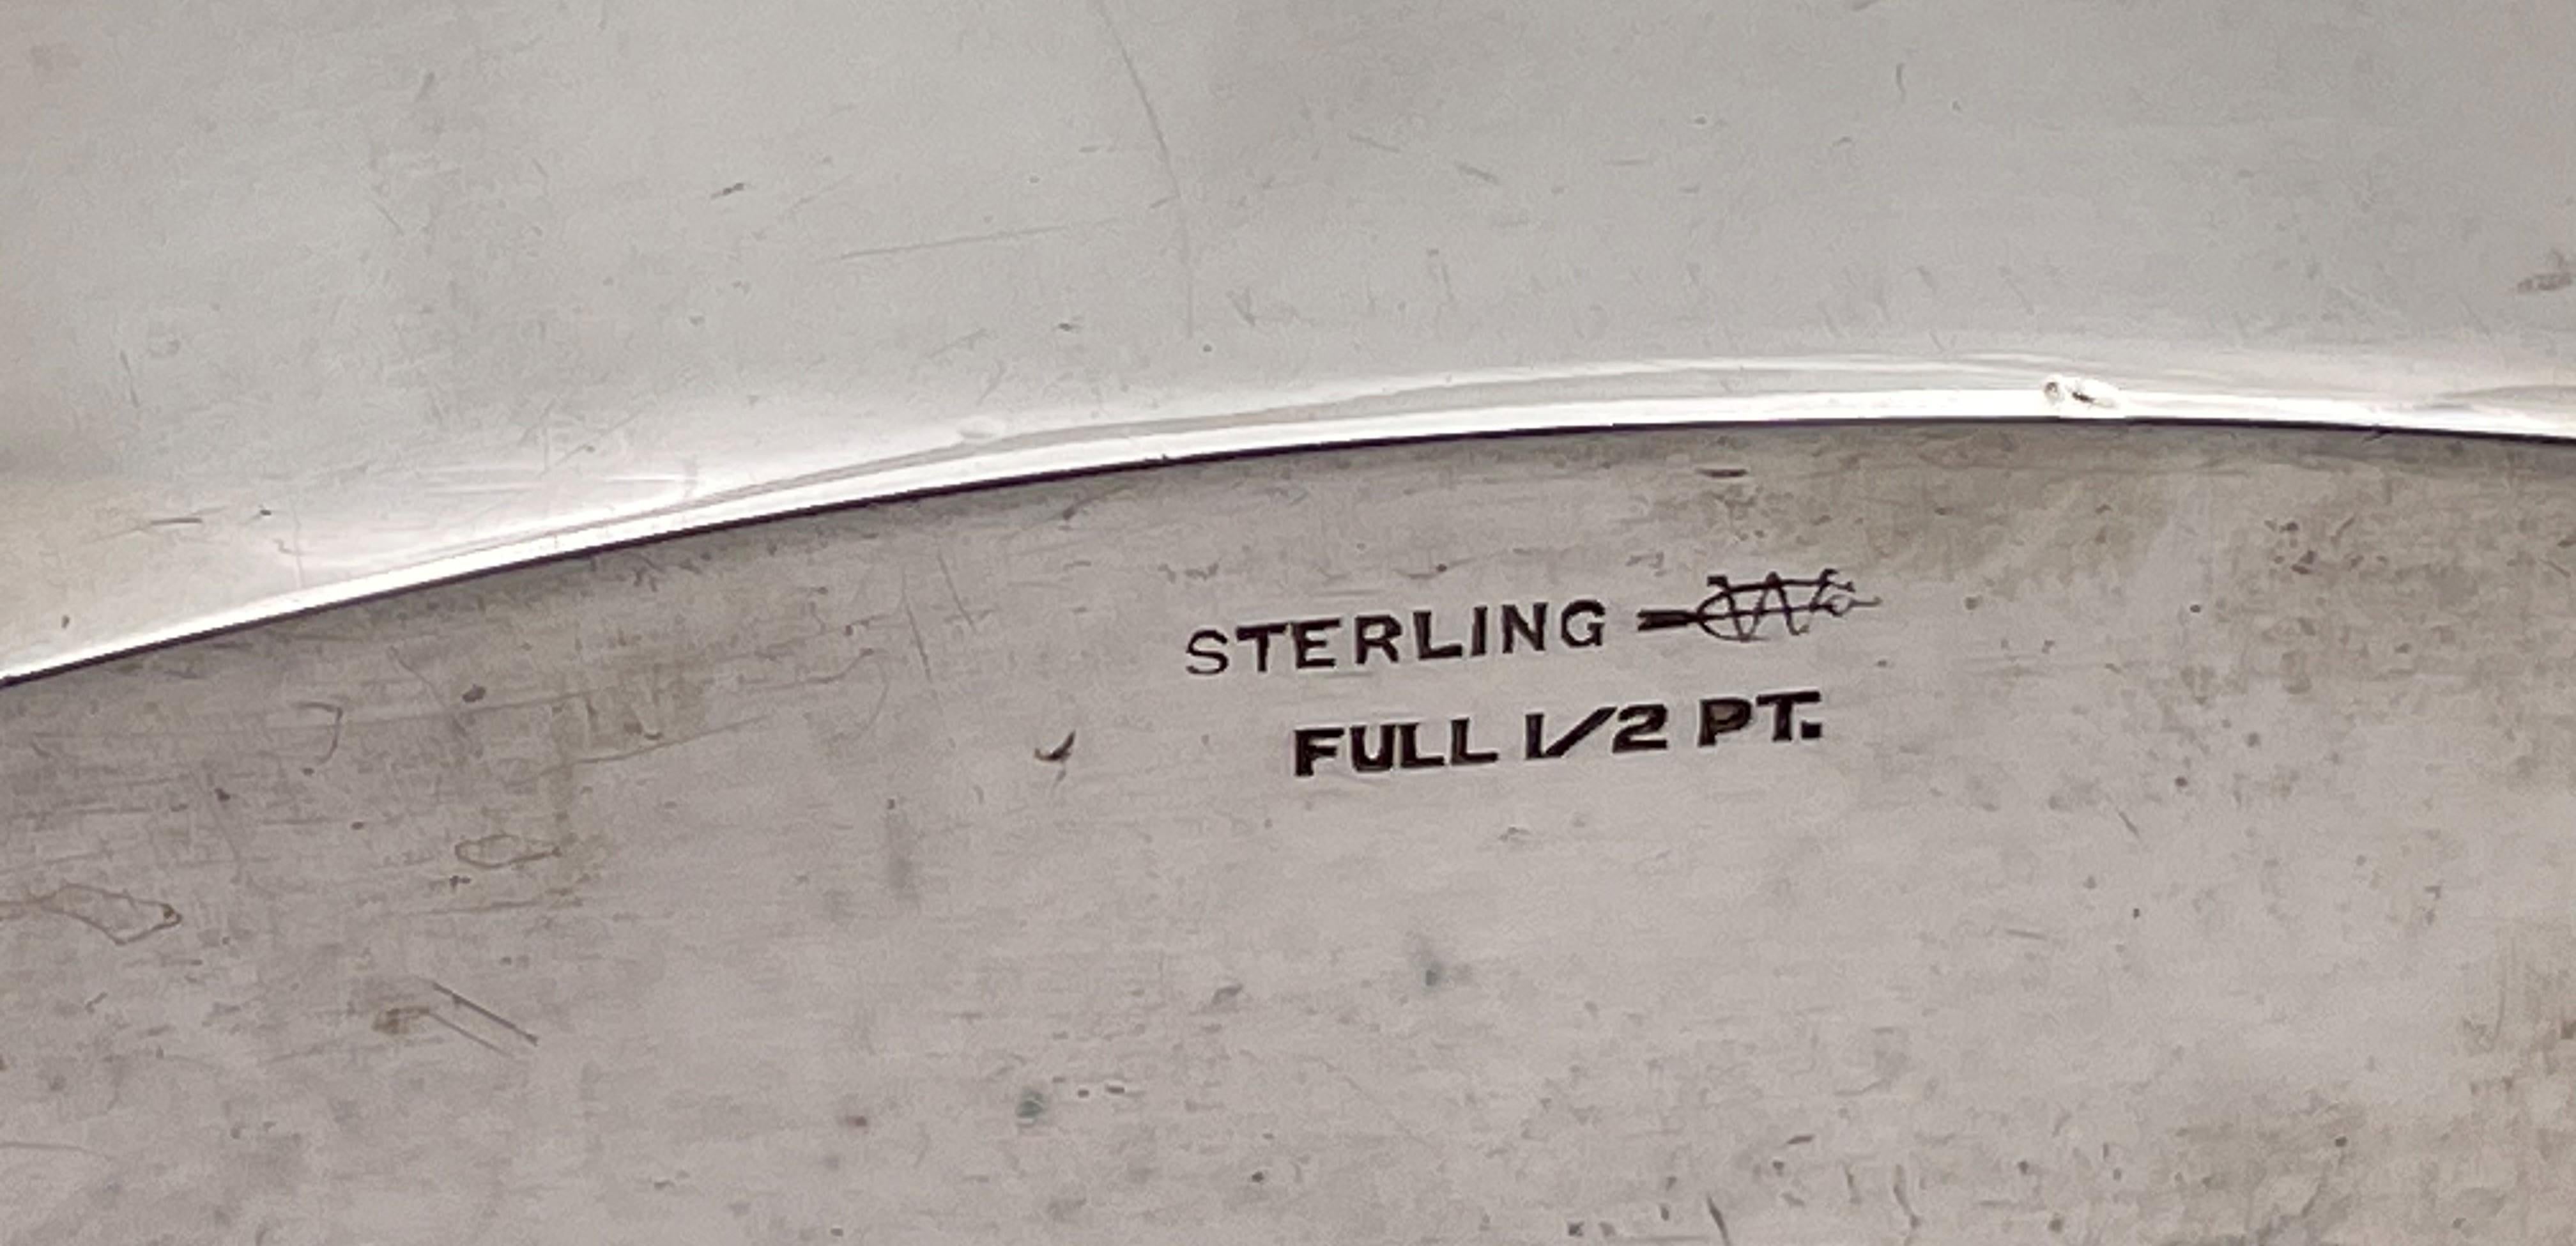 STERLING
FULL 1/2 PT.